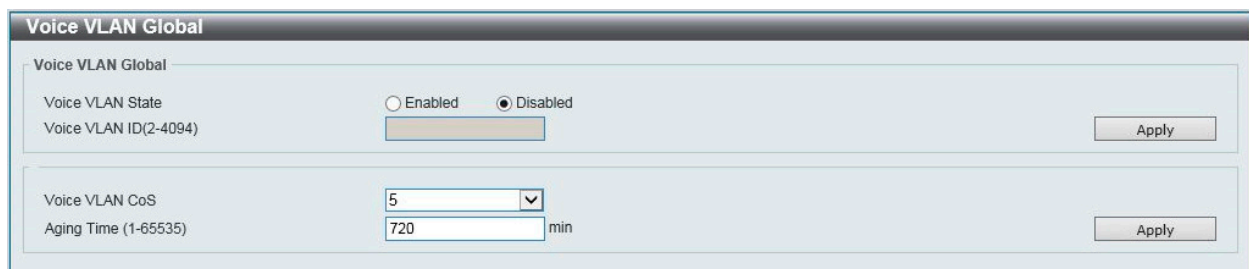 Voice VLAN Global
Voice VLAN Global
Voice VLAN State Enabled Disabled
Voice VLAN ID(2-4094) Apply
Voice VLAN CoS 5
Aging Time (1-65535) 720 min Apply